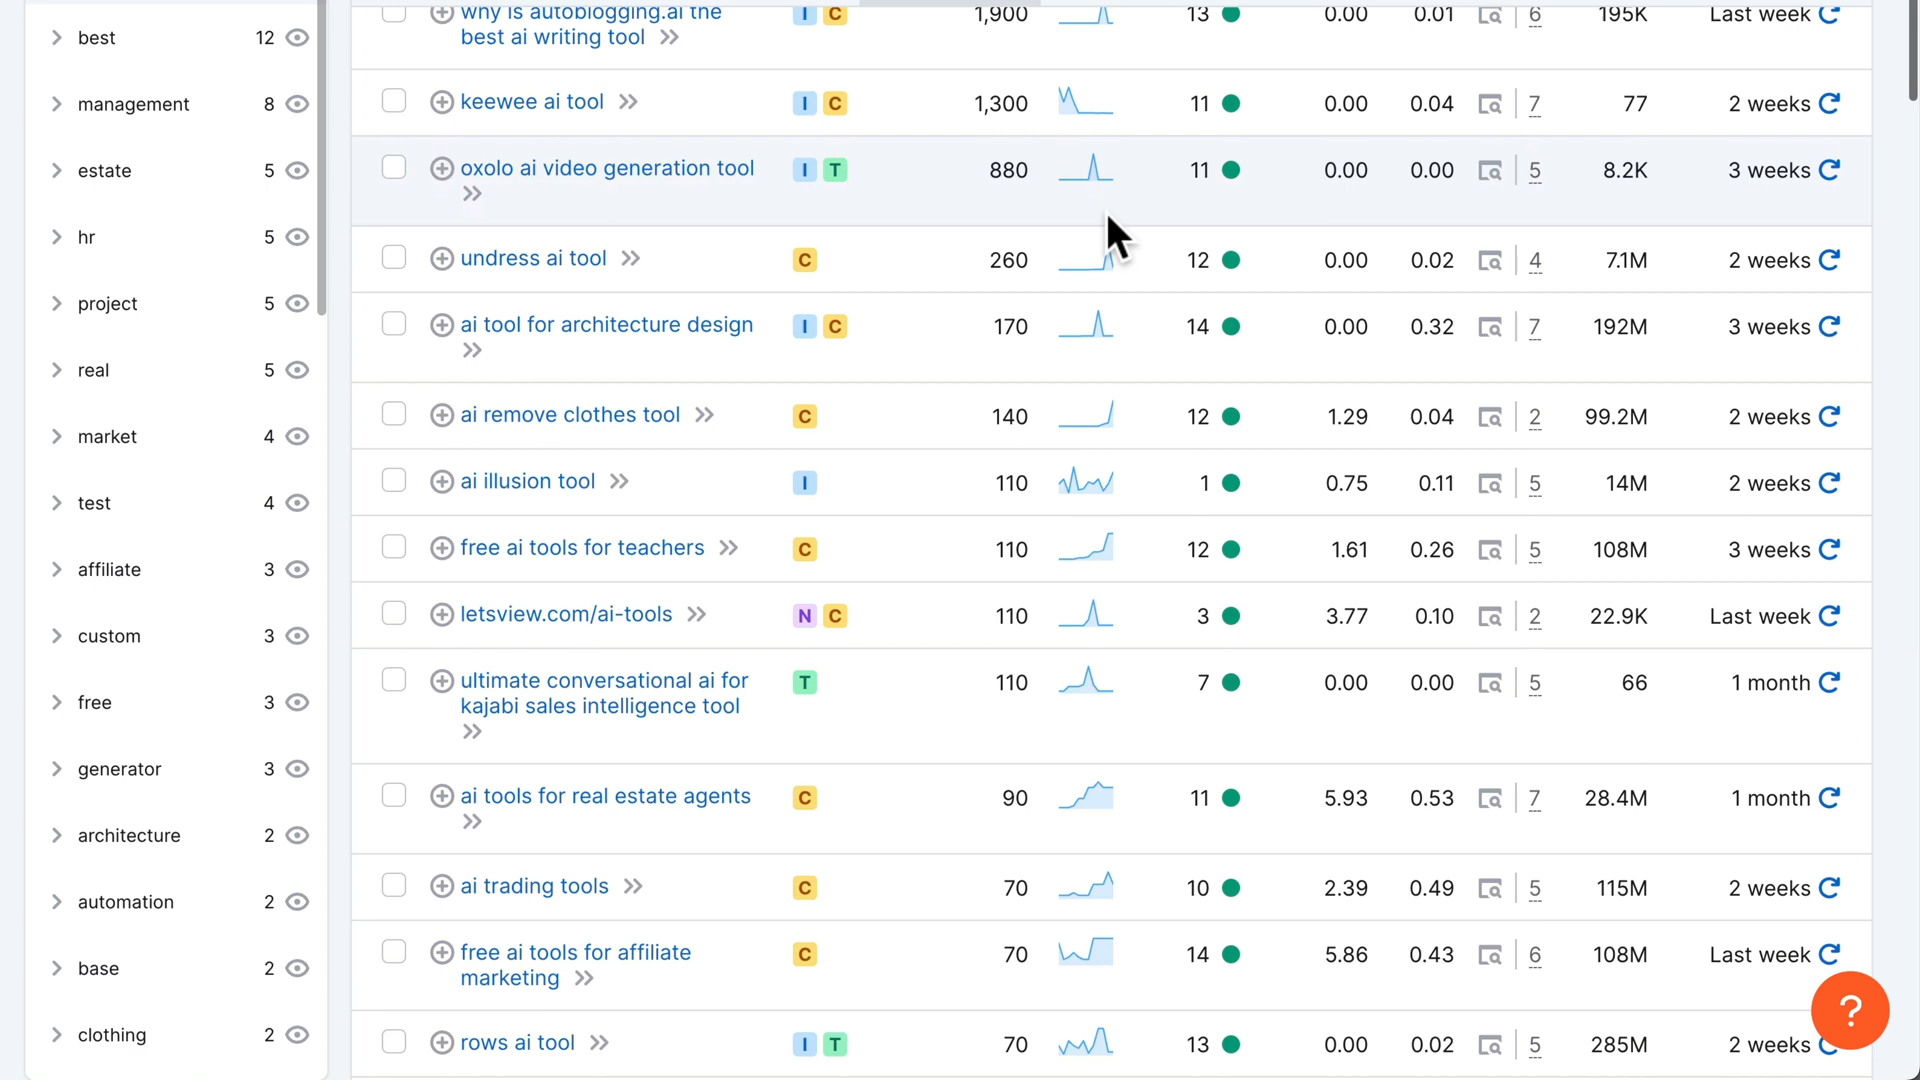 best 12
management 8
estate 5
hr 5
project 5
real 5
market 4
test 4
affiliate 3
custom 3
free 3
generator 3
architecture 2
automation 2
base 2
clothing 2
why is autoblogging.ai the I C 1,900 13 0.00 0.01 6 195K Last week
best ai writing tool
keewee ai tool I C 1,300 11 0.00 0.04 7 77 2 weeks
oxolo ai video generation tool I T 880 11 0.00 0.00 5 8.2K 3 weeks
undress ai tool C 260 12 0.00 0.02 4 7.1M 2 weeks
ai tool for architecture design I C 170 14 0.00 0.32 7 192M 3 weeks
ai remove clothes tool C 140 12 1.29 0.04 2 99.2M 2 weeks
ai illusion tool I 110 1 0.75 0.11 5 14M 2 weeks
free ai tools for teachers C 110 12 1.61 0.26 5 108M 3 weeks
letsview.com/ai-tools N C 110 3 3.77 0.10 2 22.9K Last week
ultimate conversational ai for T 110 7 0.00 0.00 5 66 1 month
kajabi sales intelligence tool
ai tools for real estate agents C 90 11 5.93 0.53 7 28.4M 1 month
ai trading tools C 70 10 2.39 0.49 5 115M 2 weeks
free ai tools for affiliate C 70 14 5.86 0.43 6 108M Last week
marketing
rows ai tool I T 70 13 0.00 0.02 5 285M 2 weeks
?